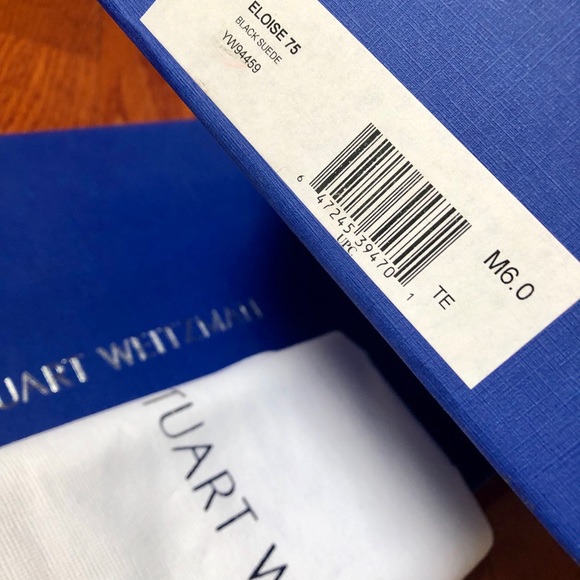 ELOISE 75
BLACK SUEDE
YW94459
6 47245 39470 1
UPC
TE
M6.0
UART WEITZMAN
TUART W